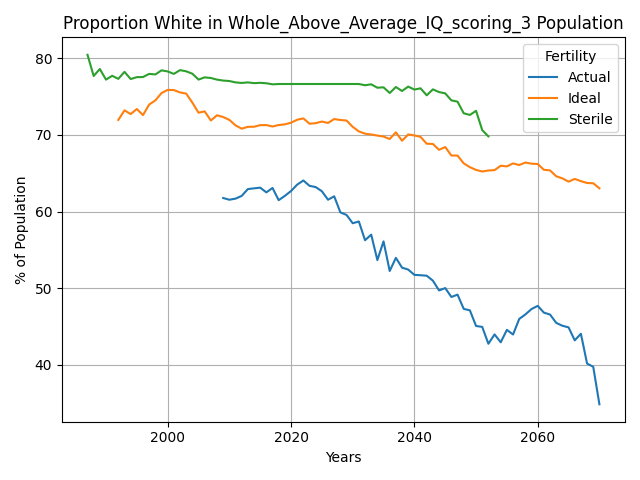 Proportion White in Whole_Above_Average_IQ_scoring_3 Population
Fertility
Actual
Ideal
Sterile
% of Population
80
70
60
50
40
2000
2020
2040
2060
Years